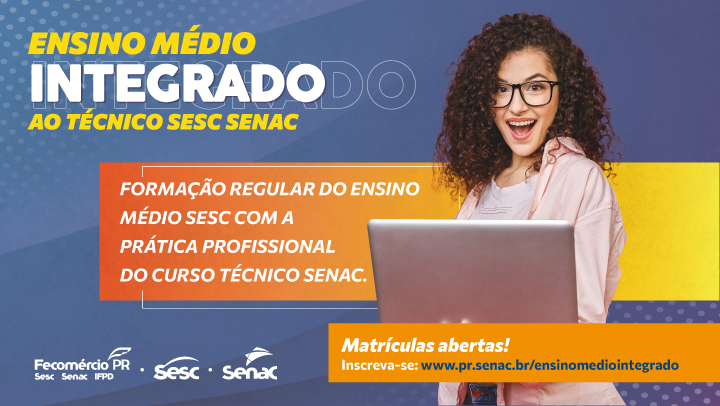 ENSINO MÉDIO
INTEGRADO
AO TÉCNICO SESC SENAC
FORMAÇÃO REGULAR DO ENSINO
MÉDIO SESC COM A
PRÁTICA PROFISSIONAL
DO CURSO TÉCNICO SENAC.
Matrículas abertas!
Inscreva-se: www.pr.senac.br/ensinomediointegrado
Fecomércio PR
Sesc Senac IFPD
Sesc
Senac